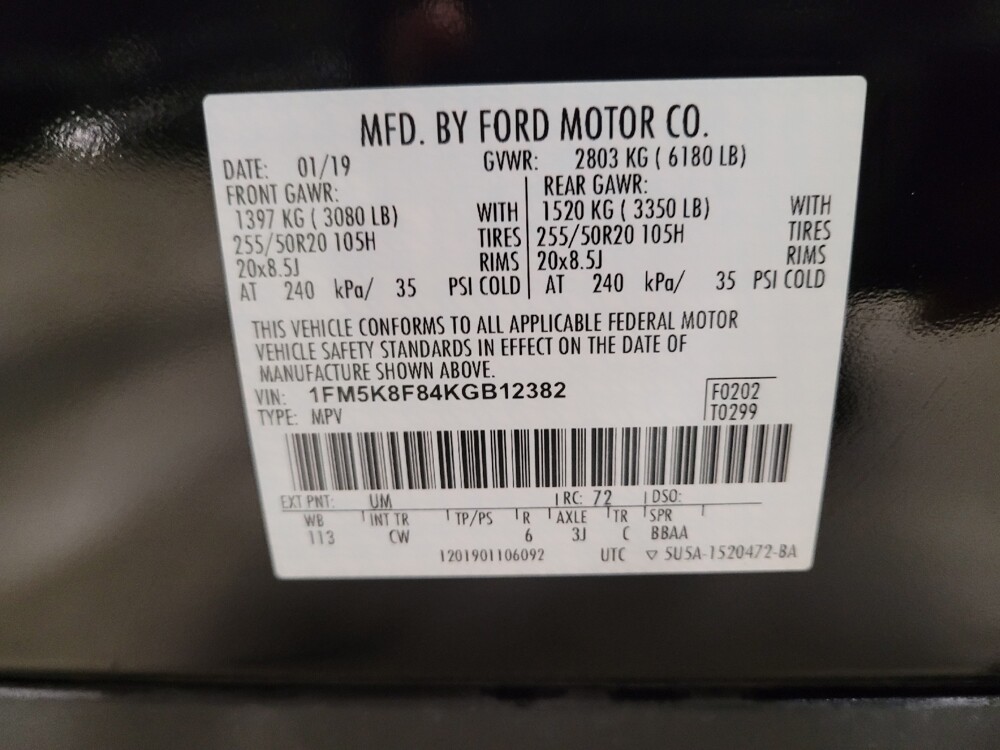 MFD. BY FORD MOTOR CO.
DATE: 01/19 GVWR: 2803 KG ( 6180 LB)
FRONT GAWR: REAR GAWR:
1397 KG ( 3080 LB) WITH 1520 KG ( 3350 LB) WITH
255/50R20 105H TIRES 255/50R20 105H TIRES
20x8.5J RIMS 20x8.5J RIMS
AT 240 kPa/ 35 PSI COLD AT 240 kPa/ 35 PSI COLD
THIS VEHICLE CONFORMS TO ALL APPLICABLE FEDERAL MOTOR
VEHICLE SAFETY STANDARDS IN EFFECT ON THE DATE OF
MANUFACTURE SHOWN ABOVE.
VIN: 1FM5K8F84KGB12382 F0202
TYPE: MPV T0299
EXT PNT: UM RC: 72 DSO:
WB INT TR TP/PS R AXLE TR SPR
113 CW 6 3J C BBAA
1201901106092 UTC ▽ 5U5A-1520472-BA